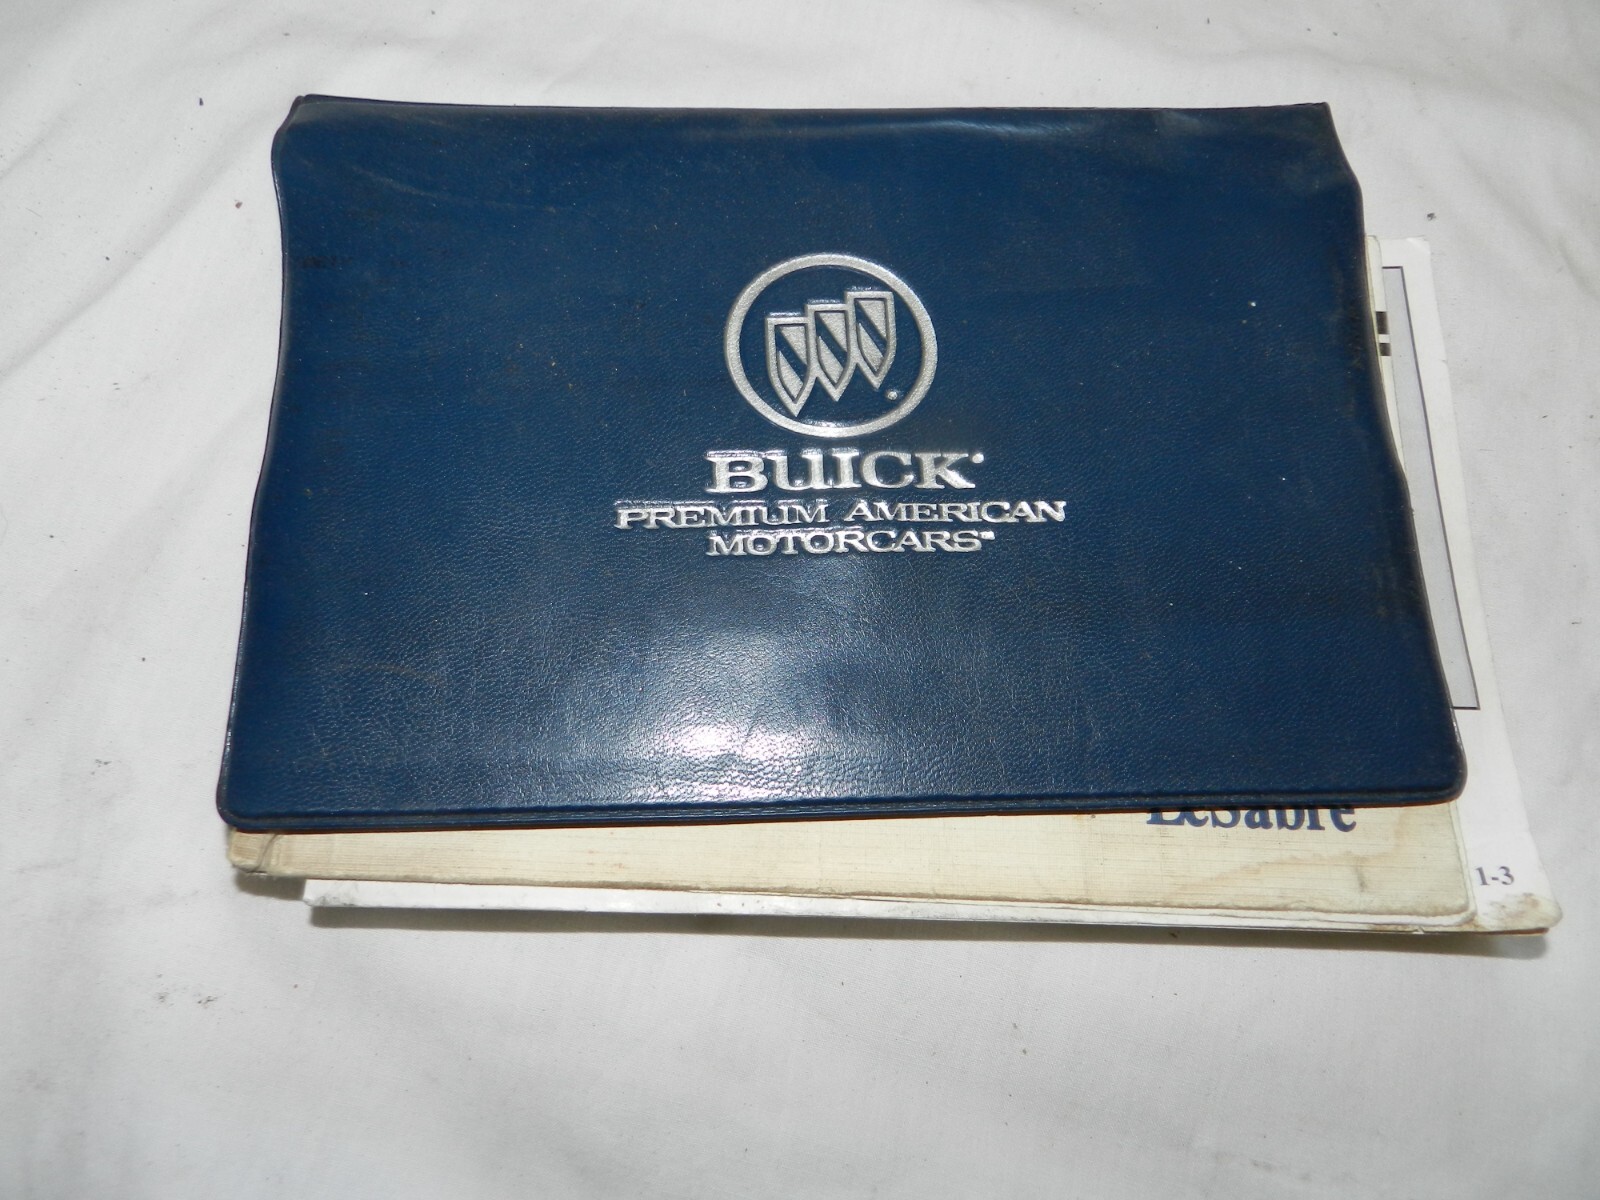 BUICK
PREMIUM AMERICAN
MOTORCARS
LeSabre
1-3